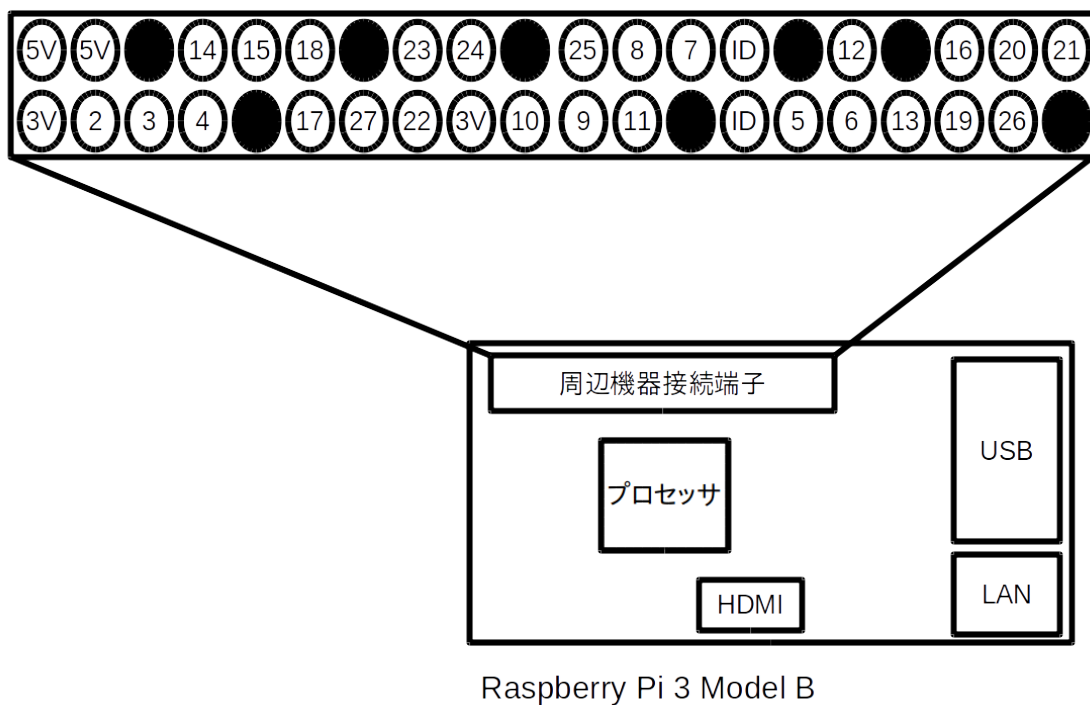 5V 5V 14 15 18 23 24 25 8 7 ID 12 16 20 21
3V 2 3 4 17 27 22 3V 10 9 11 ID 5 6 13 19 26
周辺機器接続端子
USB
プロセッサ
HDMI
LAN
Raspberry Pi 3 Model B